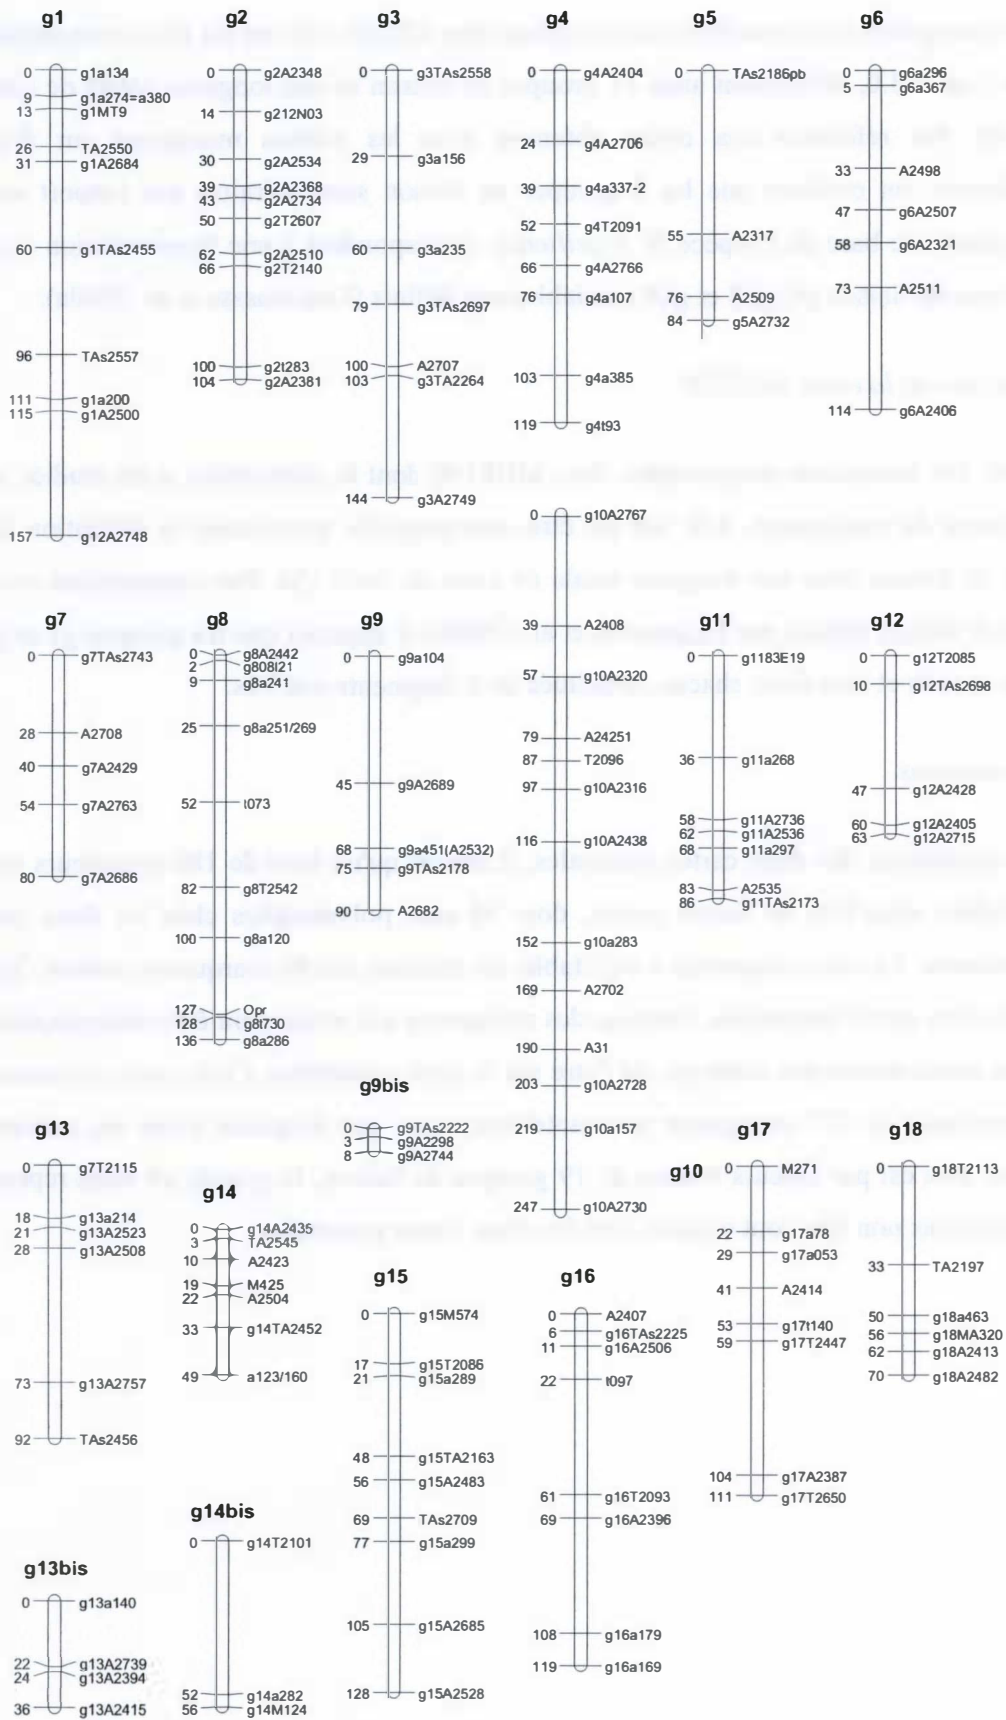 g1
0 g1a134
9 g1a274=a380
13 g1MT9
26 TA2550
31 g1A2684
60 g1TAs2455
96 TAs2557
111 g1a200
115 g1A2500
157 g12A2748
g2
0 g2A2348
14 g212N03
30 g2A2534
39 g2A2368
43 g2A2734
50 g2T2607
62 g2A2510
66 g2T2140
100 g2t283
104 g2A2381
g3
0 g3TAs2558
29 g3a156
60 g3a235
79 g3TAs2697
100 A2707
103 g3TA2264
144 g3A2749
g4
0 g4A2404
24 g4A2706
39 g4a337-2
52 g4T2091
66 g4A2766
76 g4a107
103 g4a385
119 g4t93
g5
0 TAs2186pb
55 A2317
76 A2509
84 g5A2732
g6
0 g6a296
5 g6a367
33 A2498
47 g6A2507
58 g6A2321
73 A2511
114 g6A2406
g7
0 g7TAs2743
28 A2708
40 g7A2429
54 g7A2763
80 g7A2686
g8
0 g8A2442
2 g808I21
9 g8a241
25 g8a251/269
52 t073
82 g8T2542
100 g8a120
127 Opr
128 g8t730
136 g8a286
g9
0 g9a104
45 g9A2689
68 g9a451(A2532)
75 g9TAs2178
90 A2682
g9bis
0 g9TAs2222
3 g9A2298
8 g9A2744
0 g10A2767
39 A2408
57 g10A2320
79 A24251
87 T2096
97 g10A2316
116 g10A2438
152 g10a283
169 A2702
190 A31
203 g10A2728
219 g10a157
247 g10A2730
g10
g11
0 g1183E19
36 g11a268
58 g11A2736
62 g11A2536
68 g11a297
83 A2535
86 g11TAs2173
g12
0 g12T2085
10 g12TAs2698
47 g12A2428
60 g12A2405
63 g12A2715
g13
0 g7T2115
18 g13a214
21 g13A2523
28 g13A2508
73 g13A2757
92 TAs2456
g13bis
0 g13a140
22 g13A2739
24 g13A2394
36 g13A2415
g14
0 g14A2435
3 TA2545
10 A2423
19 M425
22 A2504
33 g14TA2452
49 a123/160
g14bis
0 g14T2101
52 g14a282
56 g14M124
g15
0 g15M574
17 g15T2086
21 g15a289
48 g15TA2163
56 g15A2483
69 TAs2709
77 g15a299
105 g15A2685
128 g15A2528
g16
0 A2407
6 g16TAs2225
11 g16A2506
22 t097
61 g16T2093
69 g16A2396
108 g16a179
119 g16a169
g17
0 M271
22 g17a78
29 g17a053
41 A2414
53 g17t140
59 g17T2447
104 g17A2387
111 g17T2650
g18
0 g18T2113
33 TA2197
50 g18a463
56 g18MA320
62 g18A2413
70 g18A2482